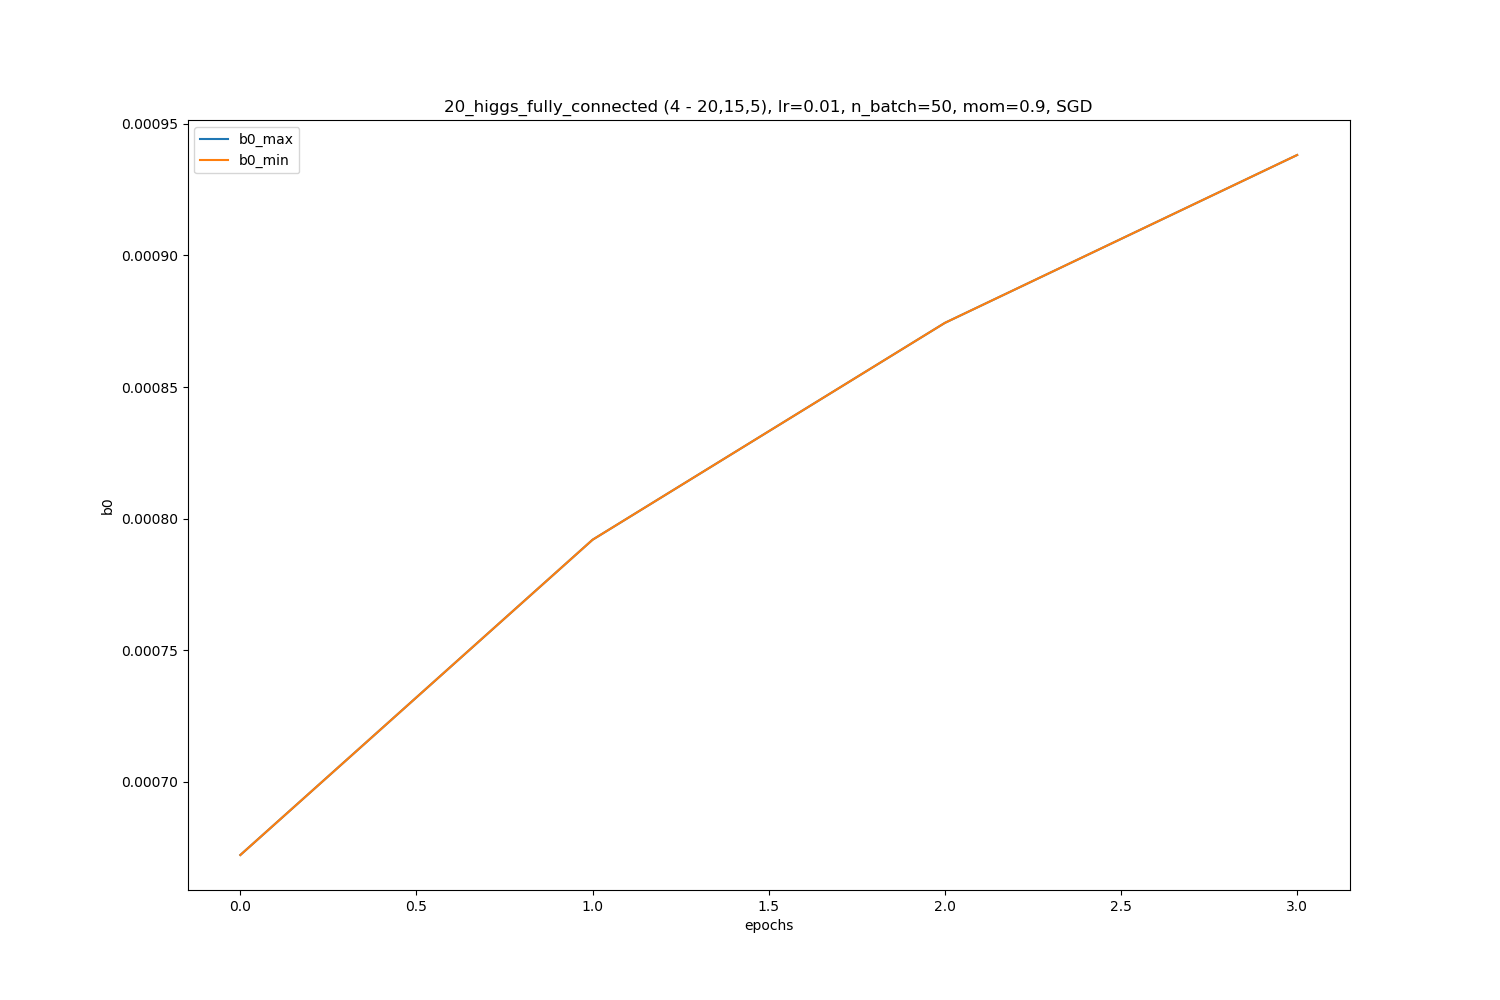 20_higgs_fully_connected (4 - 20,15,5), lr=0.01, n_batch=50, mom=0.9, SGD
b0_max
b0_min
0.00095
0.00090
0.00085
0.00080
0.00075
0.00070
b0
0.0 0.5 1.0 1.5 2.0 2.5 3.0
epochs